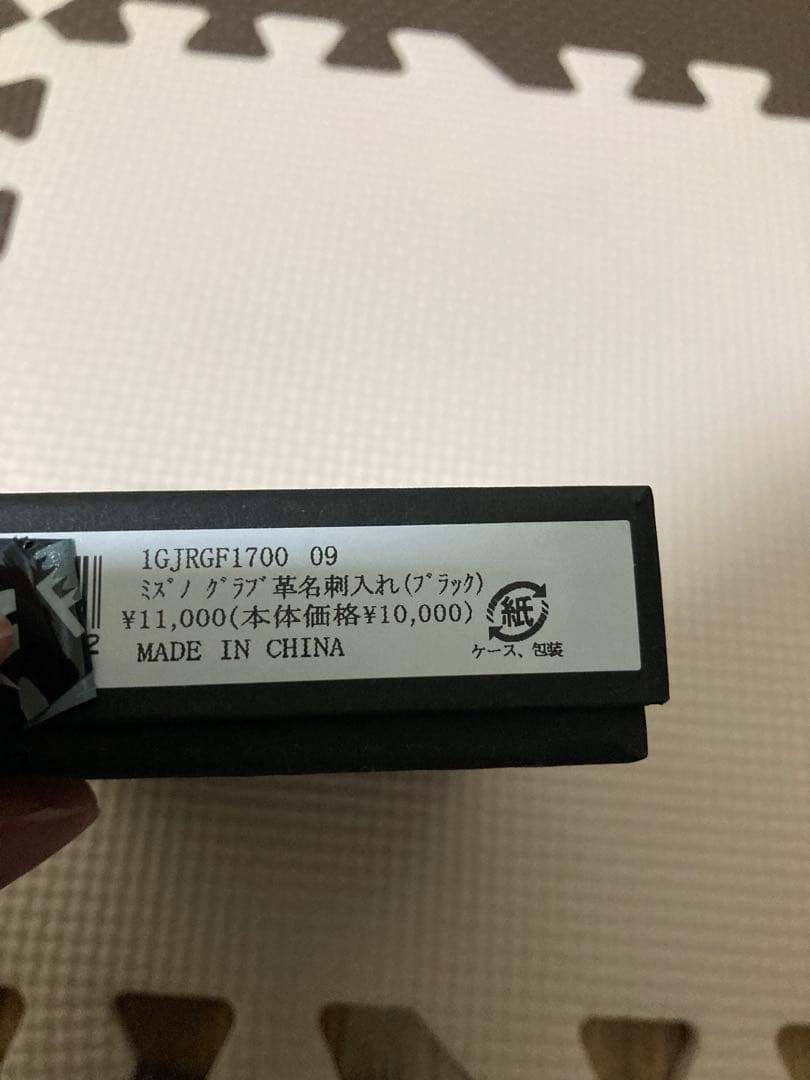 1GJRGF1700 09
ﾐｽﾞﾉ ｸﾞﾗﾌﾞ革名刺入れ(ﾌﾞﾗｯｸ)
¥11,000(本体価格¥10,000)
MADE IN CHINA
2
紙
ケース、包装